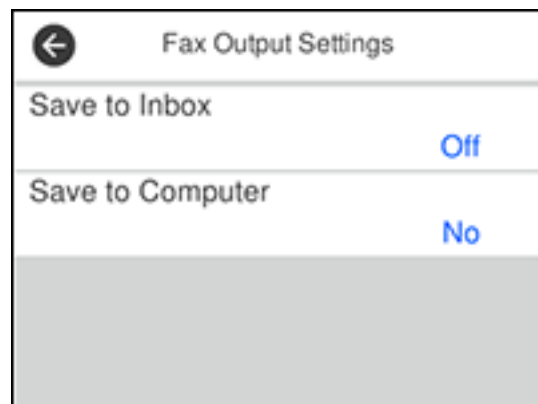 Fax Output Settings
Save to Inbox
Off
Save to Computer
No